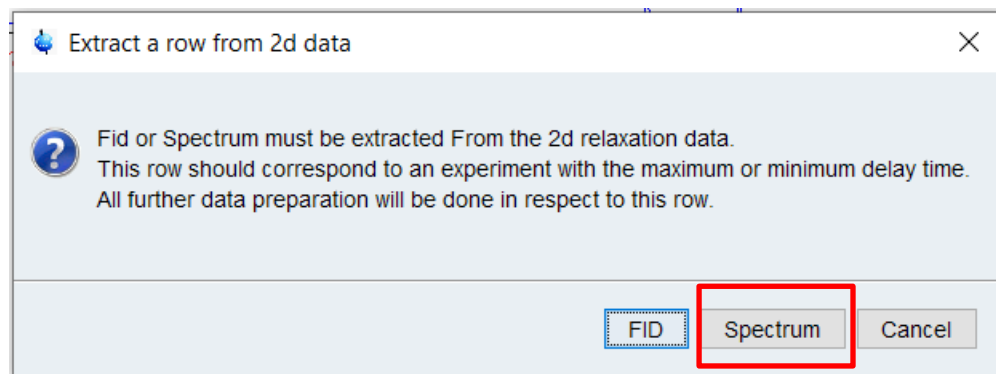 Extract a row from 2d data
Fid or Spectrum must be extracted From the 2d relaxation data.
This row should correspond to an experiment with the maximum or minimum delay time.
All further data preparation will be done in respect to this row.
FID Spectrum Cancel